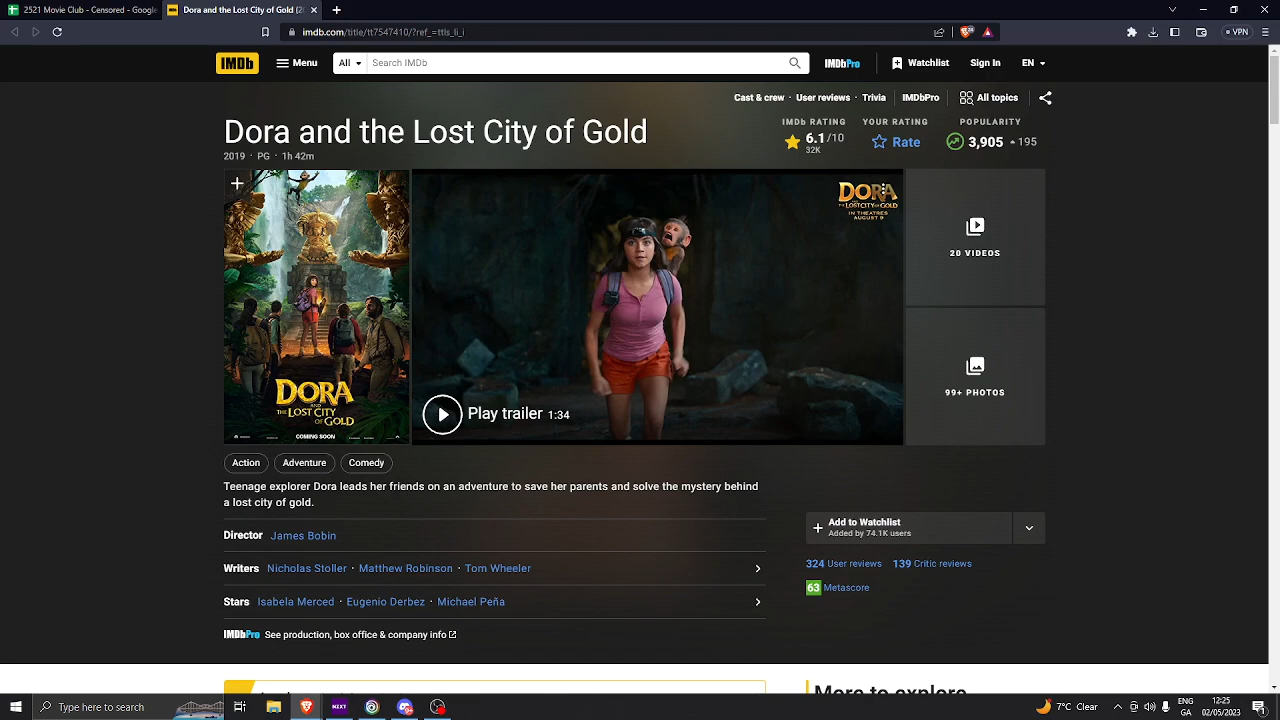 2521 Movie Club - Censored - Google
Dora and the Lost City of Gold (20
imdb.com/title/tt7547410/?ref_=ttls_li_i
VPN
IMDb
Menu
All
Search IMDb
IMDbPro
Watchlist
Sign In
EN
Cast & crew · User reviews · Trivia
IMDbPro
All topics
Dora and the Lost City of Gold
2019 · PG · 1h 42m
IMDb RATING
YOUR RATING
POPULARITY
6.1/10
32K
Rate
3,905
195
DORA
AND
THE LOST CITY
OF GOLD
COMING SOON
DORA
THE LOST CITY OF GOLD
IN THEATRES
AUGUST 9
Play trailer 1:34
20 VIDEOS
99+ PHOTOS
Action
Adventure
Comedy
Teenage explorer Dora leads her friends on an adventure to save her parents and solve the mystery behind
a lost city of gold.
Director James Bobin
Writers Nicholas Stoller · Matthew Robinson · Tom Wheeler
Stars Isabela Merced · Eugenio Derbez · Michael Peña
IMDbPro See production, box office & company info
Add to Watchlist
Added by 74.1K users
324 User reviews
139 Critic reviews
63 Metascore
More to explore
Type here to search
NEXT
7°C Clear
ENG
GA
12:25
02/05/2023